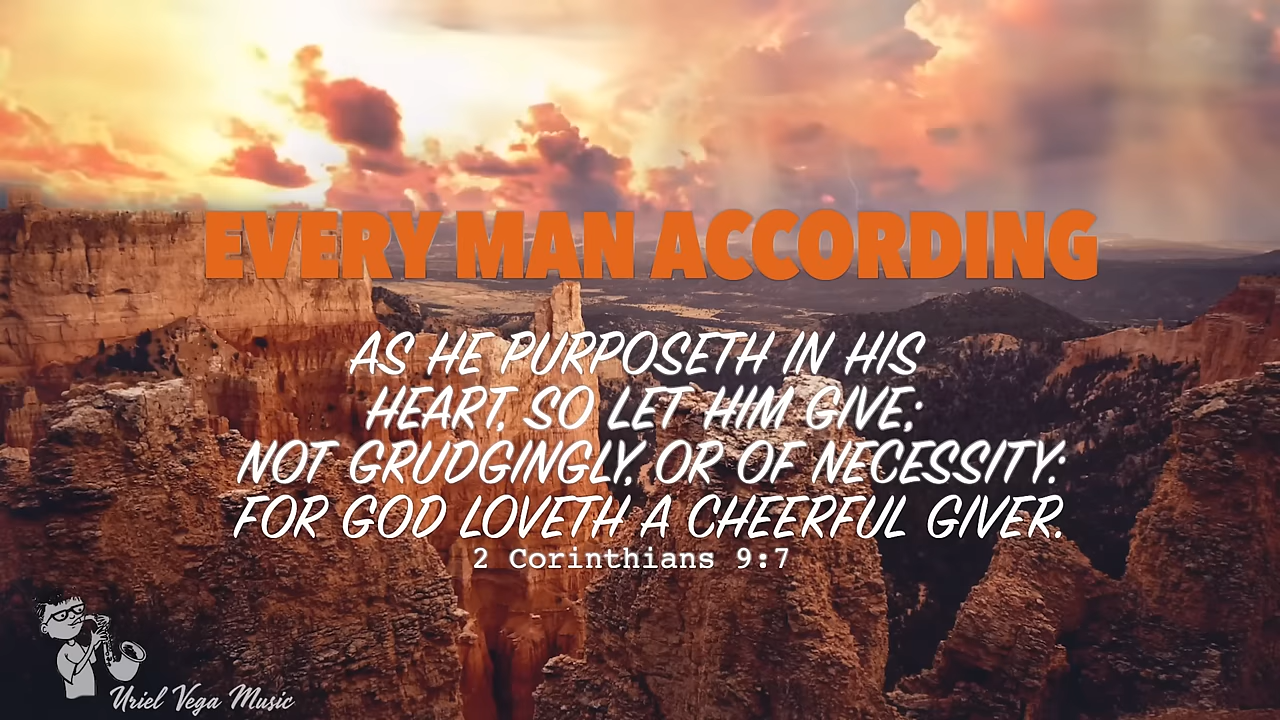 EVERY MAN ACCORDING
AS HE PURPOSETH IN HIS
HEART, SO LET HIM GIVE;
NOT GRUDGINGLY, OR OF NECESSITY:
FOR GOD LOVETH A CHEERFUL GIVER.
2 Corinthians 9:7
Uriel Vega Music